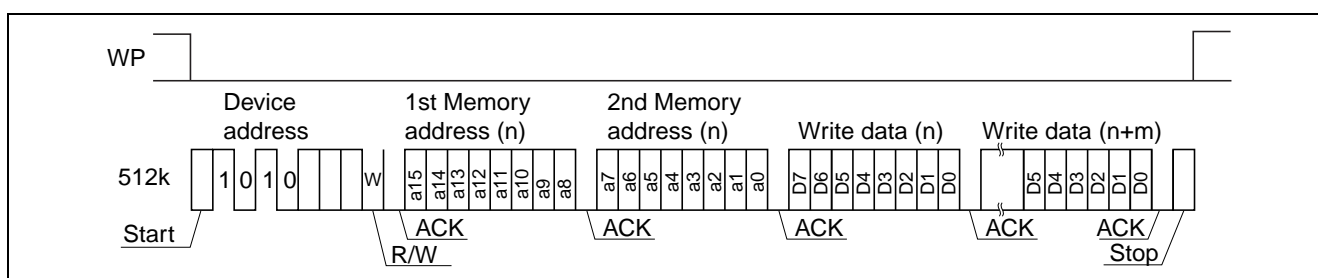 WP
Device address
1st Memory address (n)
2nd Memory address (n)
Write data (n)
Write data (n+m)
512k
1 0 1 0
W
a15 a14 a13 a12 a11 a10 a9 a8
a7 a6 a5 a4 a3 a2 a1 a0
D7 D6 D5 D4 D3 D2 D1 D0
D5 D4 D3 D2 D1 D0
Start
R/W
ACK
ACK
ACK
ACK
ACK
Stop